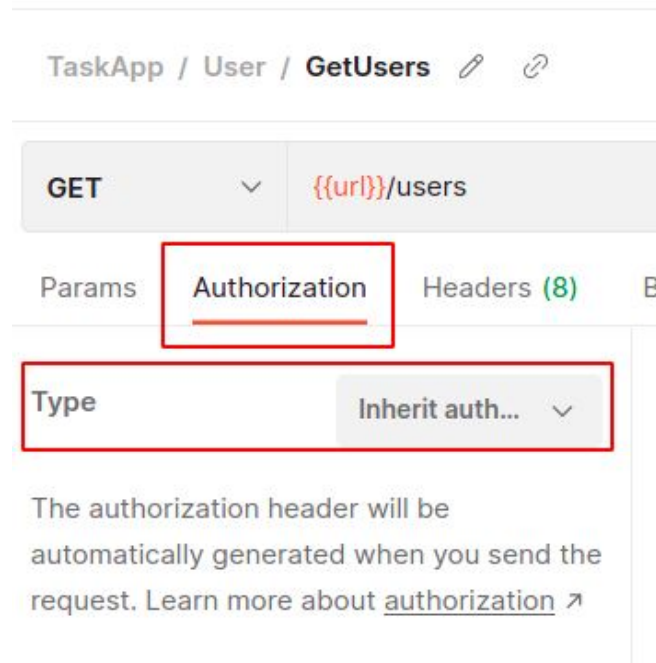 TaskApp / User / GetUsers
GET {{url}}/users
Params Authorization Headers (8) B
Type Inherit auth...
The authorization header will be
automatically generated when you send the
request. Learn more about authorization ↗